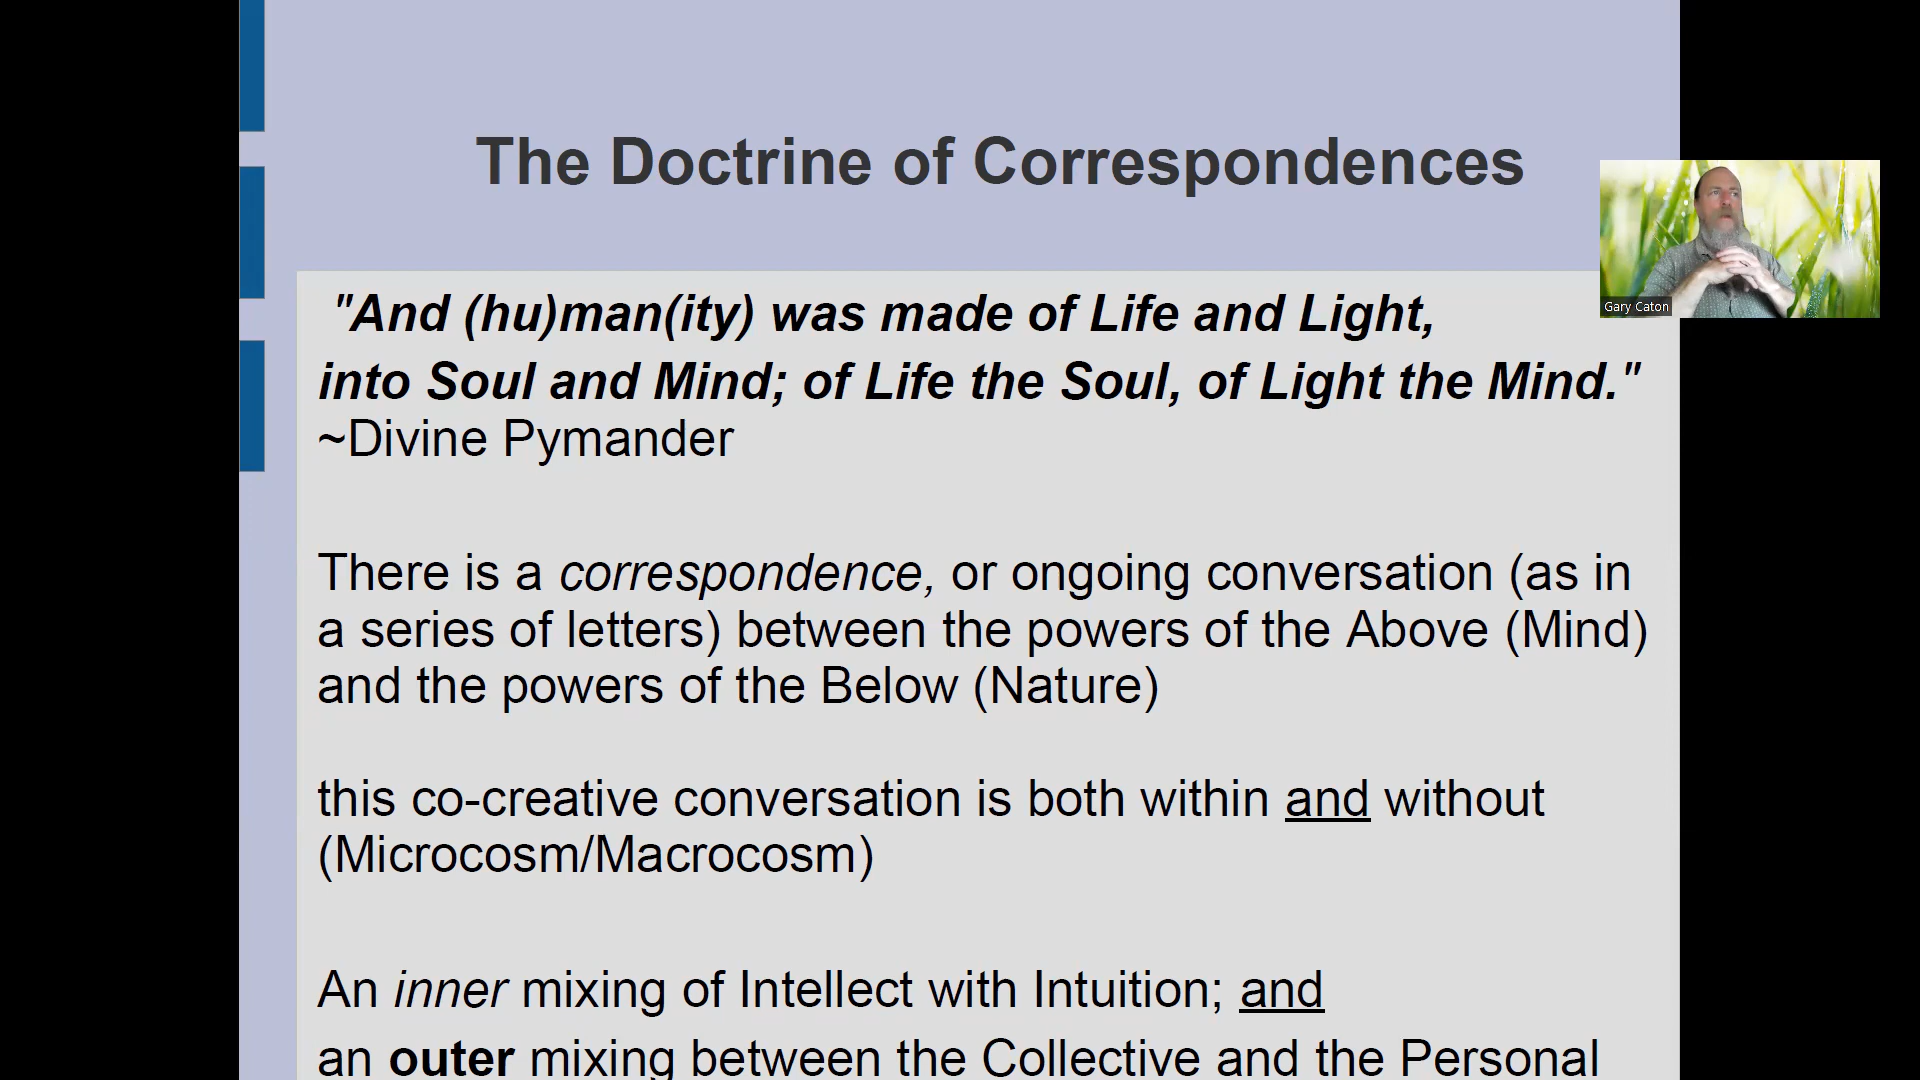 The Doctrine of Correspondences
"And (hu)man(ity) was made of Life and Light,
into Soul and Mind; of Life the Soul, of Light the Mind."
~Divine Pymander
There is a correspondence, or ongoing conversation (as in
a series of letters) between the powers of the Above (Mind)
and the powers of the Below (Nature)
this co-creative conversation is both within and without
(Microcosm/Macrocosm)
An inner mixing of Intellect with Intuition; and
an outer mixing between the Collective and the Personal
Gary Caton